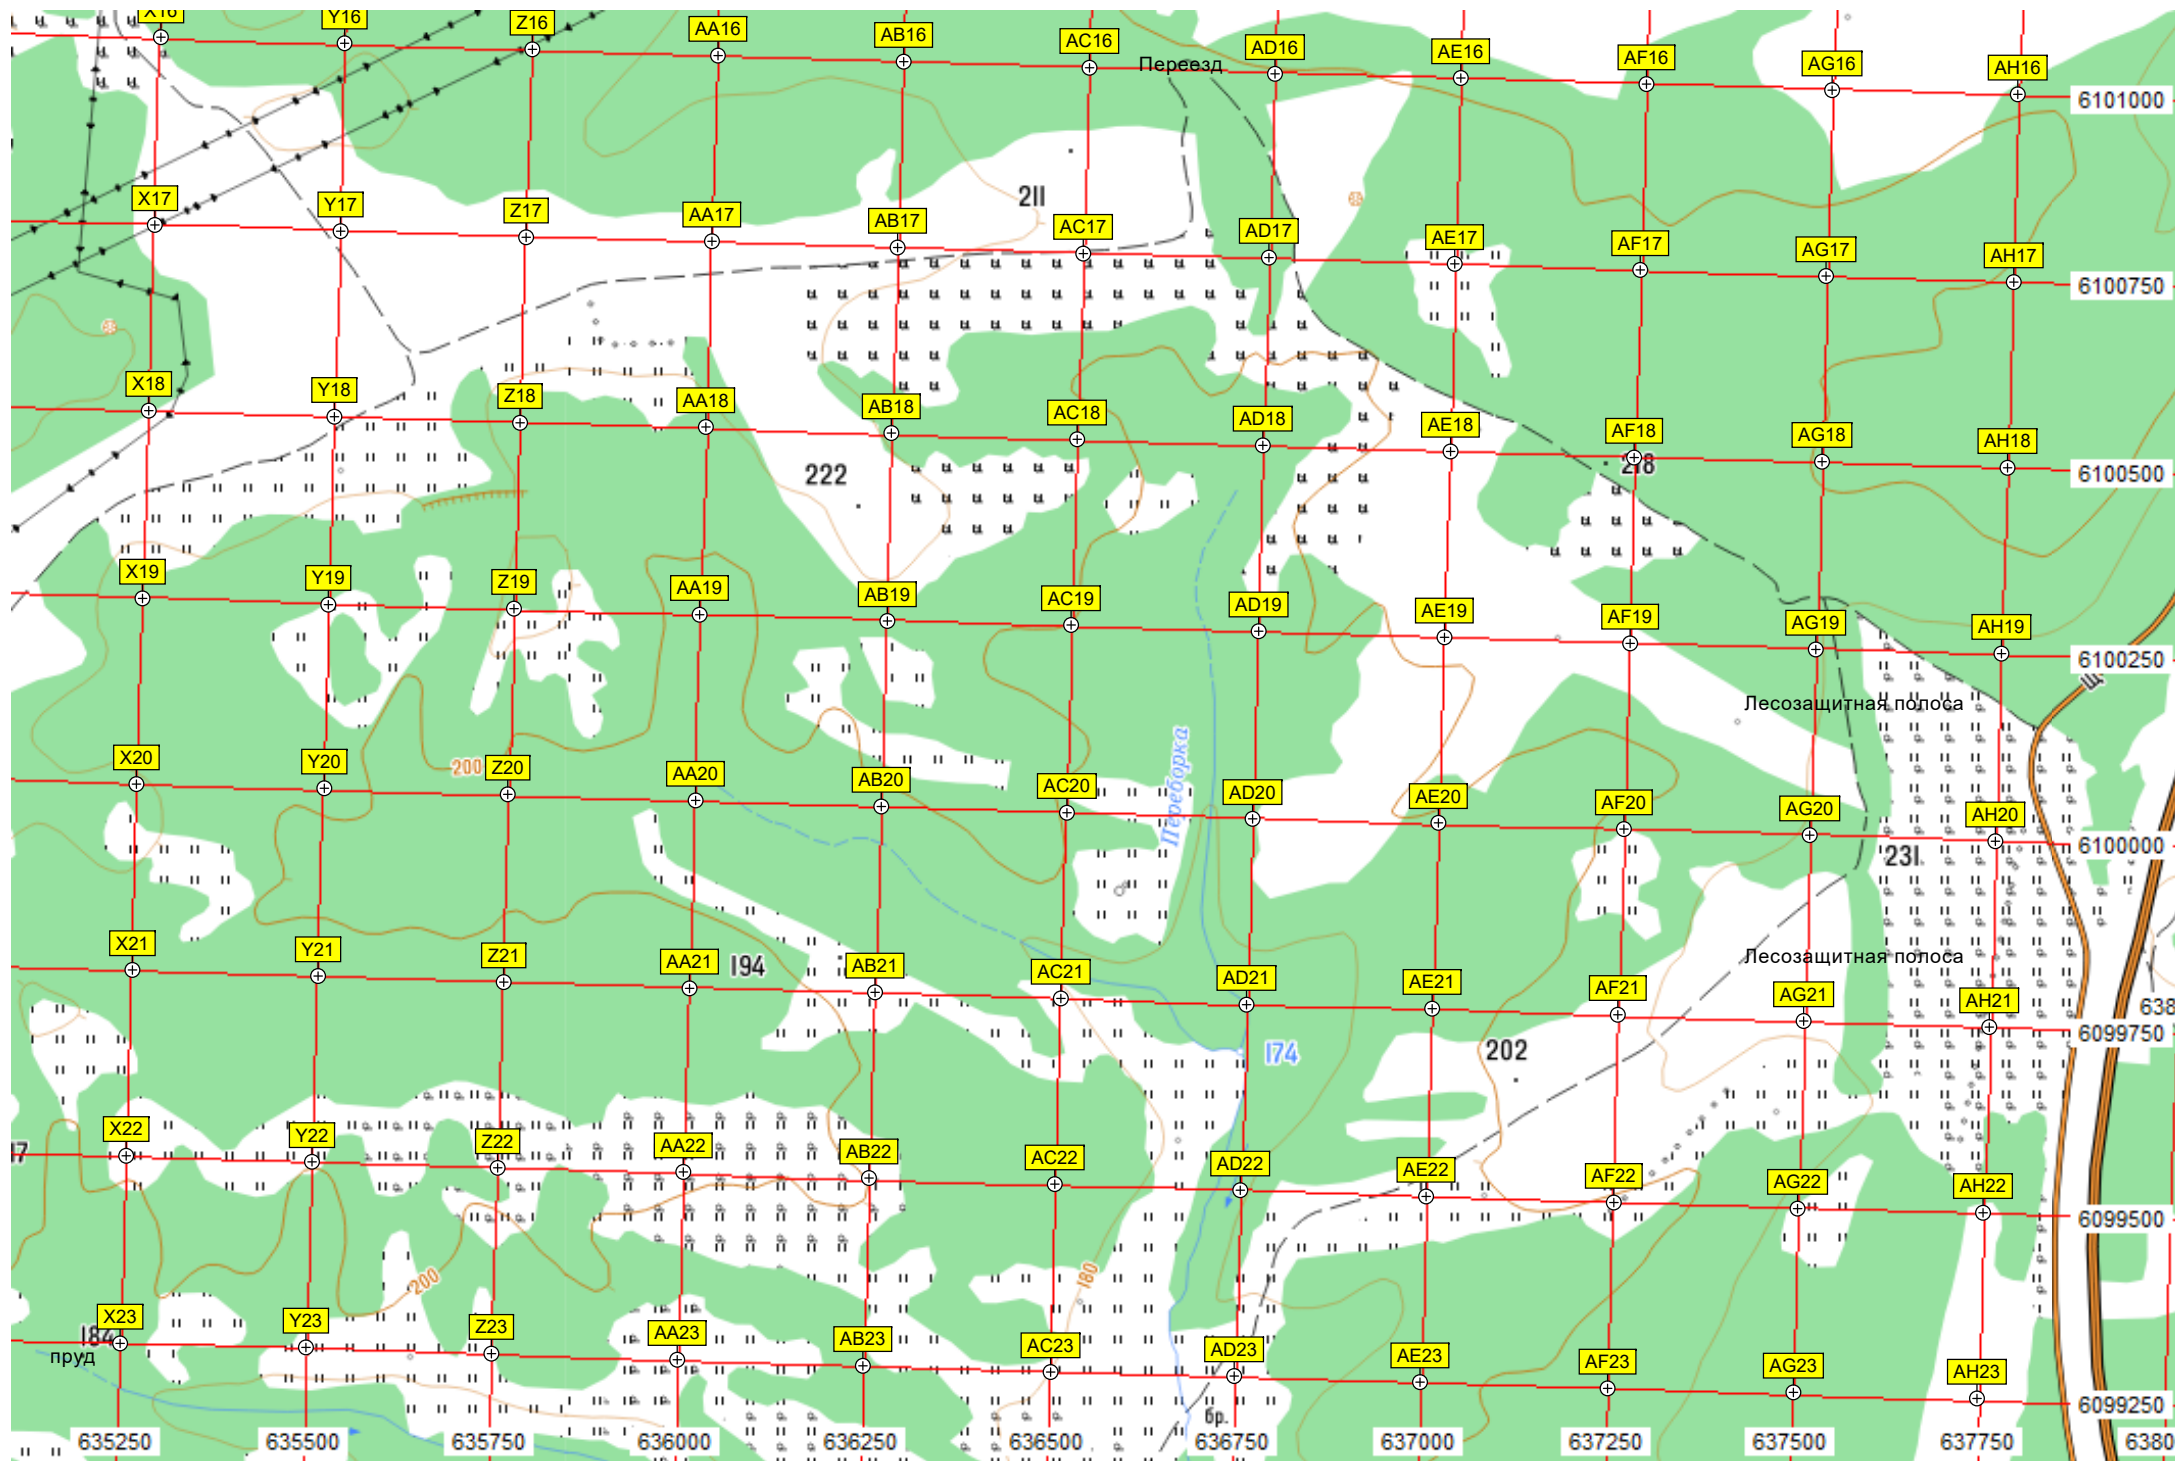 X16 Y16 Z16 AA16 AB16 AC16 AD16 AE16 AF16 AG16 AH16
Переезд
6101000
211
X17 Y17 Z17 AA17 AB17 AC17 AD17 AE17 AF17 AG17 AH17
6100750
X18 Y18 Z18 AA18 AB18 AC18 AD18 AE18 AF18 AG18 AH18
222
218
6100500
X19 Y19 Z19 AA19 AB19 AC19 AD19 AE19 AF19 AG19 AH19
6100250
Щ
Лесозащитная полоса
X20 Y20 Z20 AA20 AB20 AC20 AD20 AE20 AF20 AG20 AH20
200
Переборка
231
6100000
X21 Y21 Z21 AA21 AB21 AC21 AD21 AE21 AF21 AG21 AH21
194
Лесозащитная полоса
638
6099750
174
202
X22 Y22 Z22 AA22 AB22 AC22 AD22 AE22 AF22 AG22 AH22
17
6099500
200
180
X23 Y23 Z23 AA23 AB23 AC23 AD23 AE23 AF23 AG23 AH23
184
пруд
6099250
бр.
635250 635500 635750 636000 636250 636500 636750 637000 637250 637500 637750 6380